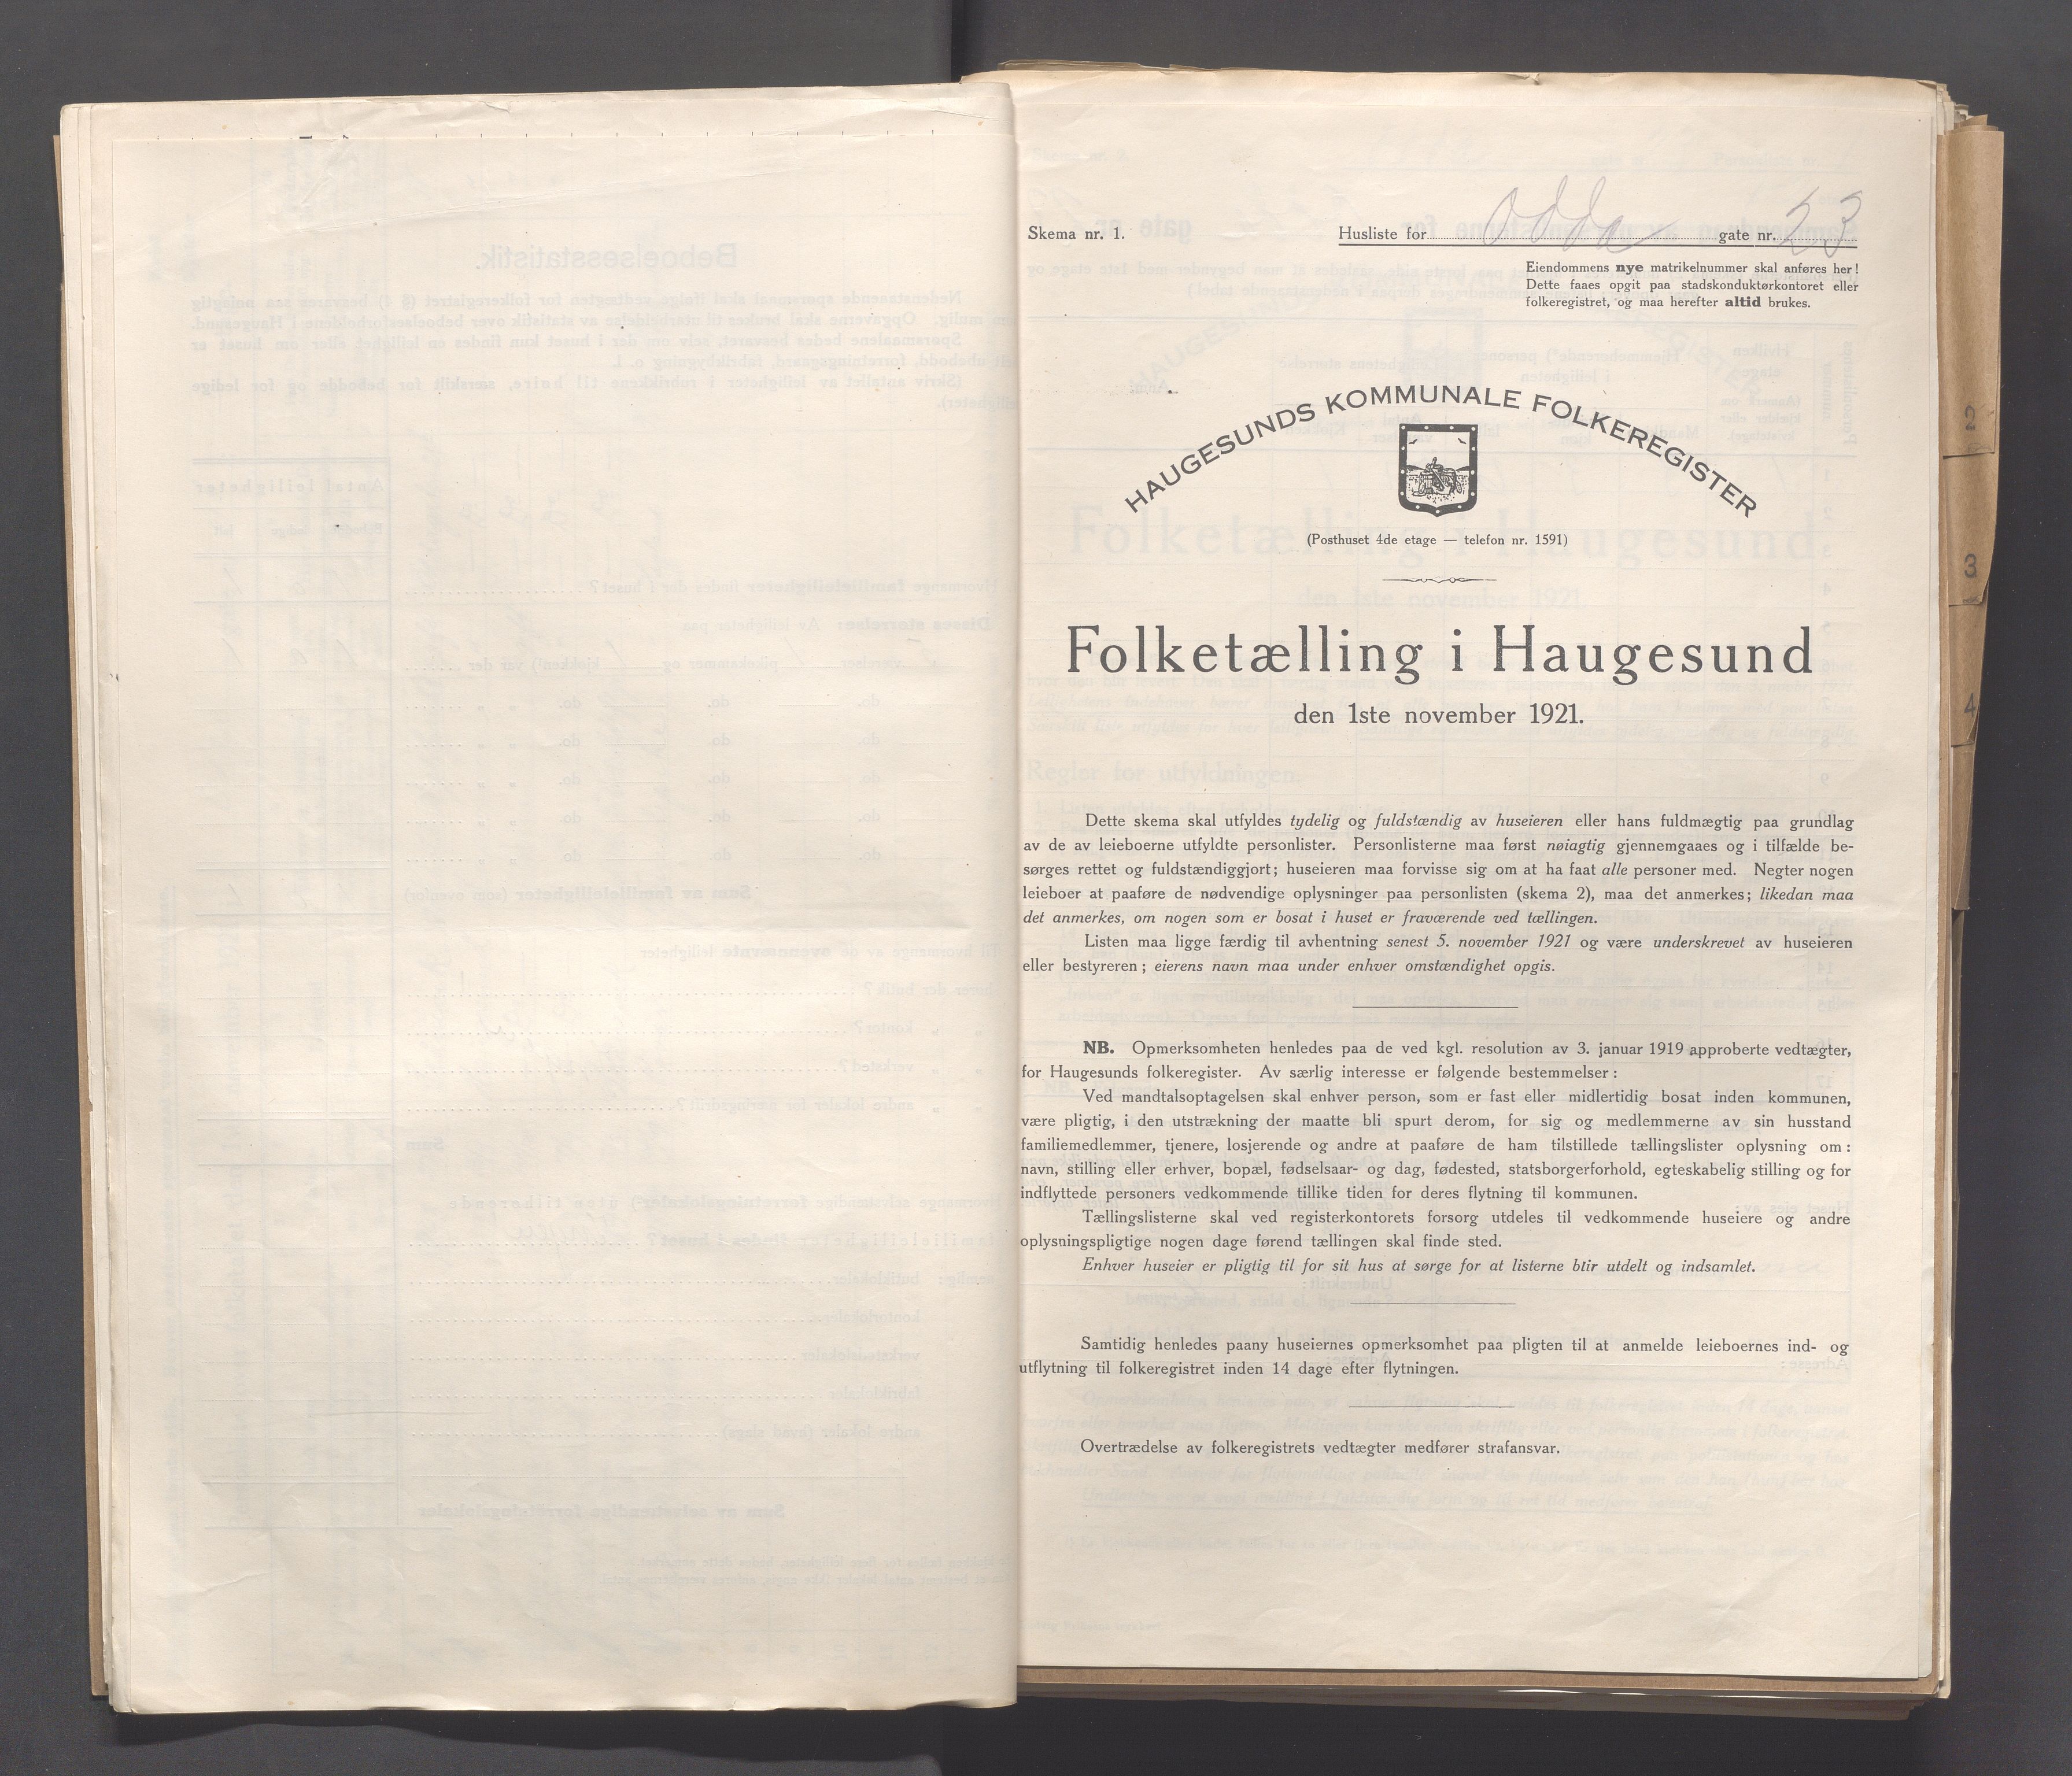 Skema nr. 1.
Husliste for Odda gate nr. 23
Eiendommens nye matrikelnummer skal anføres her!
Dette faaes opgit paa stadskonduktørkontoret eller
folkeregistret, og maa herefter altid brukes.
HAUGESUNDS KOMMUNALE FOLKEREGISTER
(Posthuset 4de etage — telefon nr. 1591)
Folketælling i Haugesund
den 1ste november 1921.
Dette skema skal utfyldes tydelig og fuldstændig av huseieren eller hans fuldmægtig paa grundlag
av de av leieboerne utfyldte personlister. Personlisterne maa først nøiagtig gjennemgaaes og i tilfælde be-
sørges rettet og fuldstændiggjort; huseieren maa forvisse sig om at ha faat alle personer med. Negter nogen
leieboer at paaføre de nødvendige oplysninger paa personlisten (skema 2), maa det anmerkes; likedan maa
det anmerkes, om nogen som er bosat i huset er fraværende ved tællingen.
Listen maa ligge færdig til avhentning senest 5. november 1921 og være underskrevet av huseieren
eller bestyreren; eierens navn maa under enhver omstændighet opgis.
NB. Opmerksomheten henledes paa de ved kgl. resolution av 3. januar 1919 approberte vedtægter,
for Haugesunds folkeregister. Av særlig interesse er følgende bestemmelser:
Ved mandtalsoptagelsen skal enhver person, som er fast eller midlertidig bosat inden kommunen,
være pligtig, i den utstrækning der maatte bli spurt derom, for sig og medlemmerne av sin husstand
familiemedlemmer, tjenere, losjerende og andre at paaføre de ham tilstillede tællingslister oplysning om:
navn, stilling eller erhver, bopæl, fødselsaar- og dag, fødested, statsborgerforhold, egteskabelig stilling og for
indflyttede personers vedkommende tillike tiden for deres flytning til kommunen.
Tællingslisterne skal ved registerkontorets forsorg utdeles til vedkommende huseiere og andre
oplysningspligtige nogen dage førend tællingen skal finde sted.
Enhver huseier er pligtig til for sit hus at sørge for at listerne blir utdelt og indsamlet.
Samtidig henledes paany huseiernes opmerksomhet paa pligten til at anmelde leieboernes ind- og
utflytning til folkeregistret inden 14 dage efter flytningen.
Overtrædelse av folkeregistrets vedtægter medfører strafansvar.
2
3
4